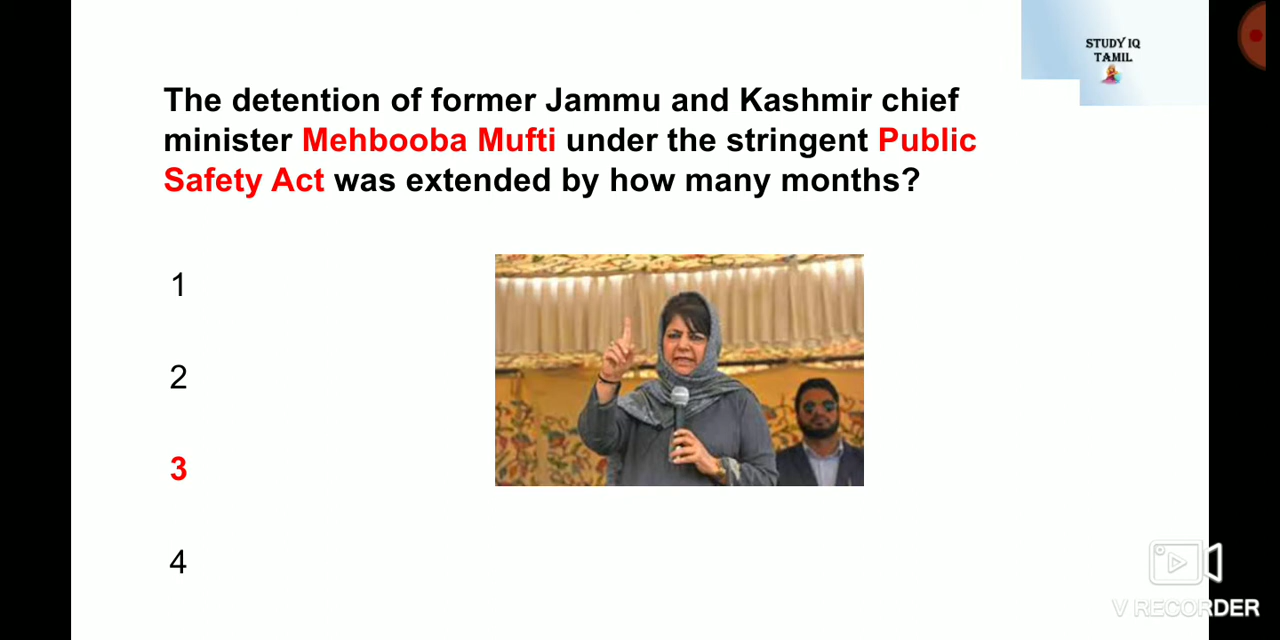 STUDY IQ
TAMIL
The detention of former Jammu and Kashmir chief
minister Mehbooba Mufti under the stringent Public
Safety Act was extended by how many months?
1
2
3
4
V RECORDER